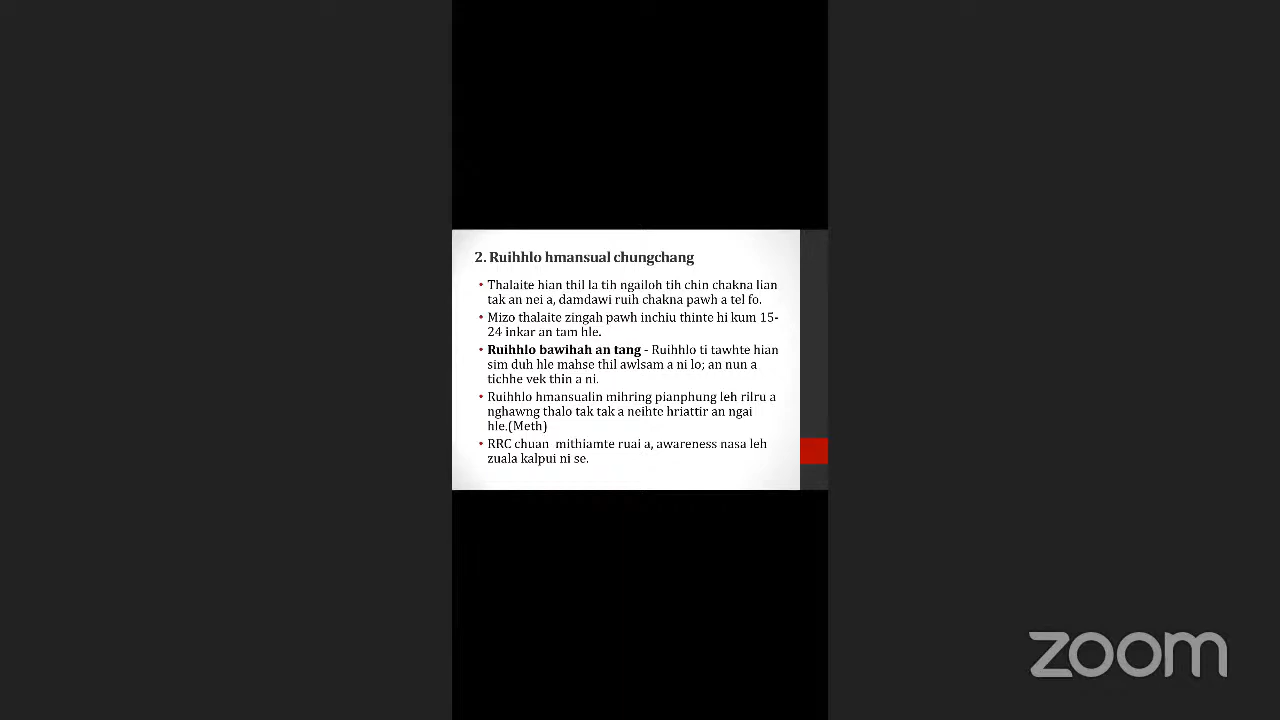 2. Ruihhlo hmansual chungchang
• Thalaite hian thil la tih ngailoh tih chin chakna lian
tak an nei a, damdawi ruih chakna pawh a tel fo.
• Mizo thalaite zingah pawh inchiu thinte hi kum 15-
24 inkar an tam hle.
• Ruihhlo bawihah an tang - Ruihhlo ti tawhte hian
sim duh hle mahse thil awlsam a ni lo; an nun a
tichhe vek thin a ni.
• Ruihhlo hmansualin mihring pianphung leh rilru a
nghawng thalo tak tak a neihte hriattir an ngai
hle.(Meth)
• RRC chuan mithiamte ruai a, awareness nasa leh
zuala kalpui ni se.
zoom